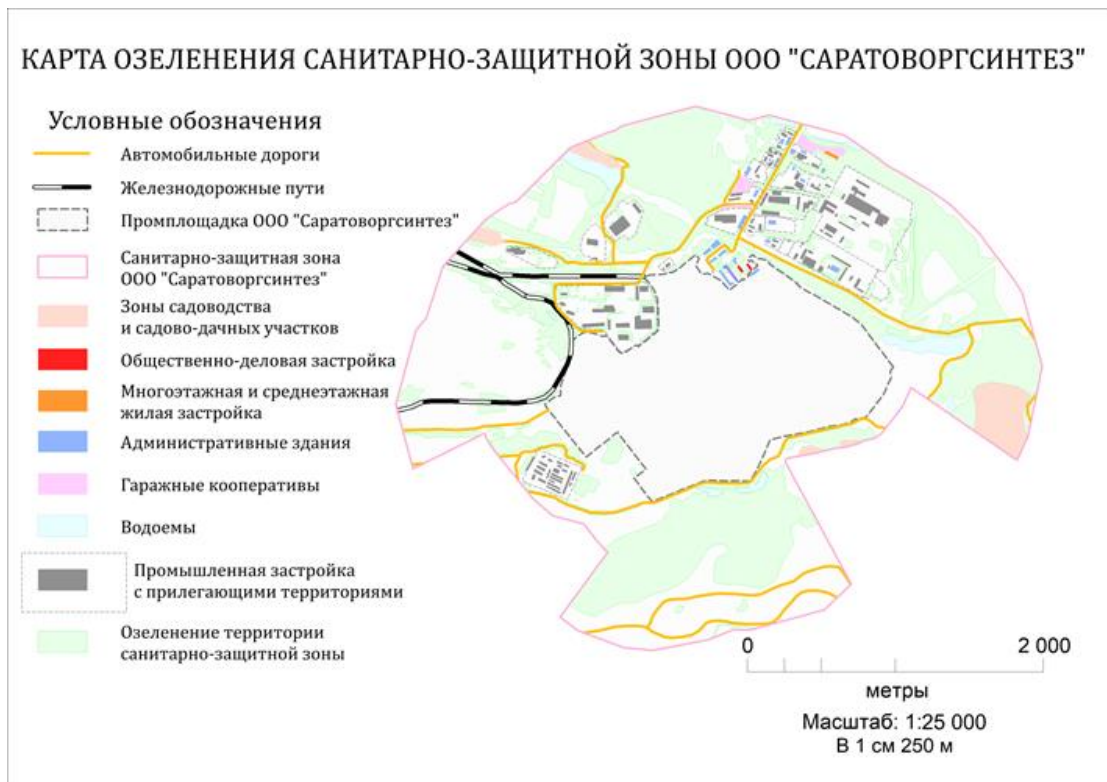 КАРТА ОЗЕЛЕНЕНИЯ САНИТАРНО-ЗАЩИТНОЙ ЗОНЫ ООО "САРАТОВОРГСИНТЕЗ"
Условные обозначения
Автомобильные дороги
Железнодорожные пути
Промплощадка ООО "Саратоворгсинтез"
Санитарно-защитная зона
ООО "Саратоворгсинтез"
Зоны садоводства
и садово-дачных участков
Общественно-деловая застройка
Многоэтажная и среднеэтажная
жилая застройка
Административные здания
Гаражные кооперативы
Водоемы
Промышленная застройка
с прилегающими территориями
Озеленение территории
санитарно-защитной зоны
0 2 000
метры
Масштаб: 1:25 000
В 1 см 250 м